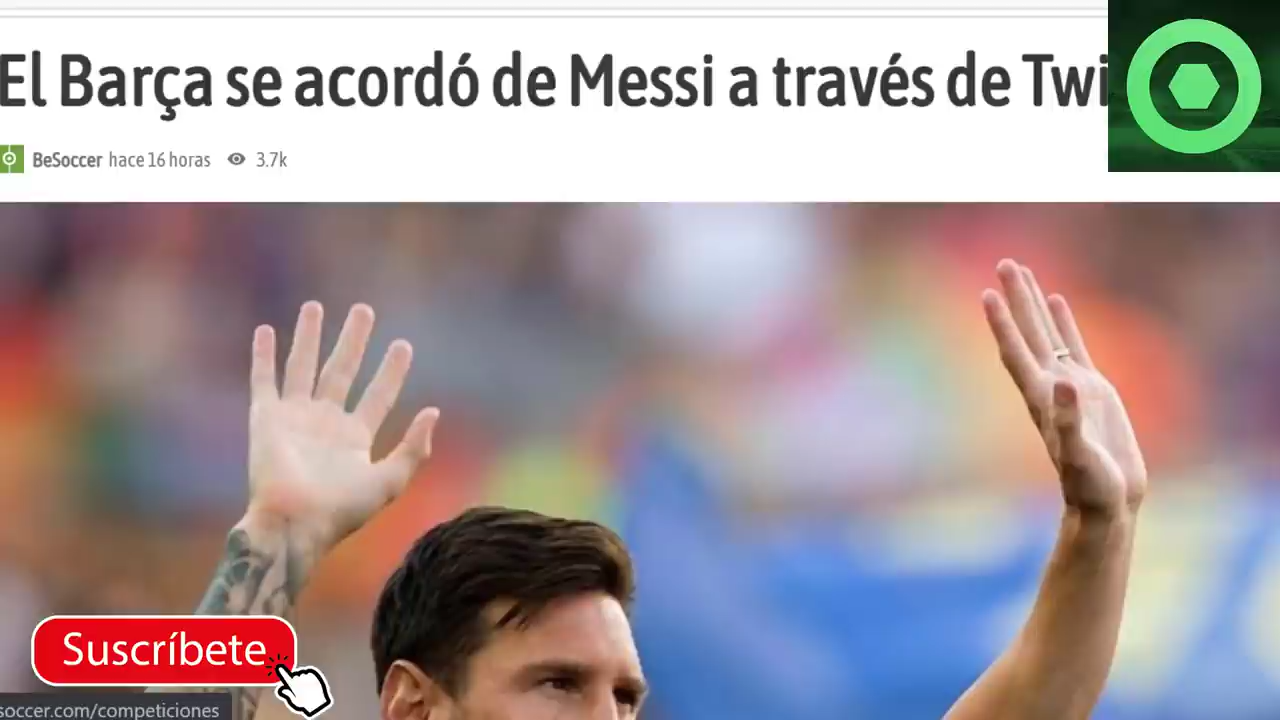 El Barça se acordó de Messi a través de Twi
BeSoccer hace 16 horas 3.7k
Suscríbete
soccer.com/competiciones